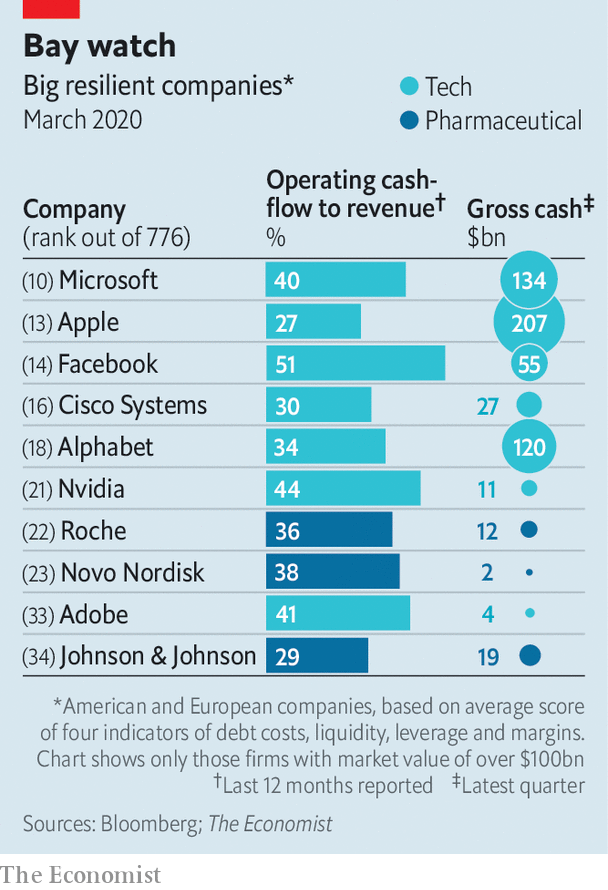 Bay watch
Big resilient companies*
March 2020
Tech
Pharmaceutical
Company
(rank out of 776)
Operating cash-
flow to revenue†
%
Gross cash‡
$bn
(10) Microsoft 40 134
(13) Apple 27 207
(14) Facebook 51 55
(16) Cisco Systems 30 27
(18) Alphabet 34 120
(21) Nvidia 44 11
(22) Roche 36 12
(23) Novo Nordisk 38 2
(33) Adobe 41 4
(34) Johnson & Johnson 29 19
*American and European companies, based on average score
of four indicators of debt costs, liquidity, leverage and margins.
Chart shows only those firms with market value of over $100bn
†Last 12 months reported ‡Latest quarter
Sources: Bloomberg; The Economist
The Economist